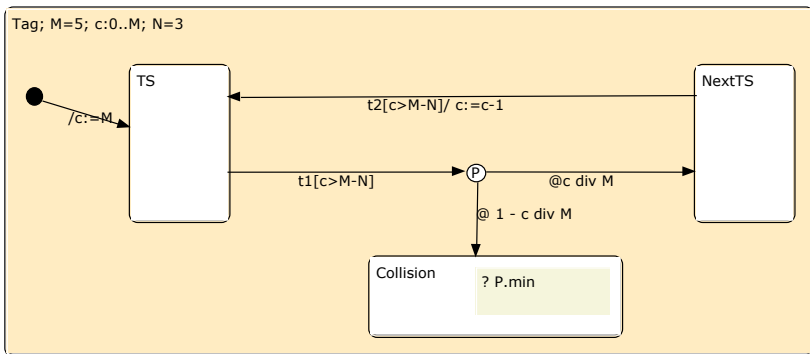 Tag; M=5; c:0..M; N=3
TS
NextTS
t2[c>M-N]/ c:=c-1
/c:=M
P
t1[c>M-N]
@c div M
@ 1 - c div M
Collision
? P.min